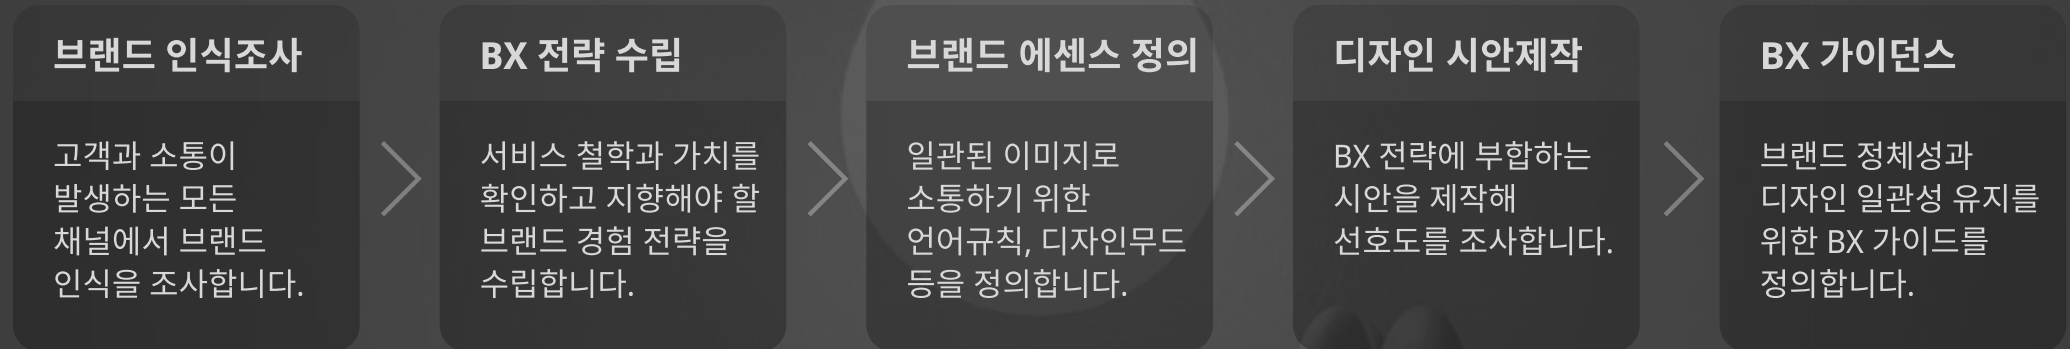 브랜드 인식조사
고객과 소통이
발생하는 모든
채널에서 브랜드
인식을 조사합니다.
BX 전략 수립
서비스 철학과 가치를
확인하고 지향해야 할
브랜드 경험 전략을
수립합니다.
브랜드 에센스 정의
일관된 이미지로
소통하기 위한
언어규칙, 디자인무드
등을 정의합니다.
디자인 시안제작
BX 전략에 부합하는
시안을 제작해
선호도를 조사합니다.
BX 가이던스
브랜드 정체성과
디자인 일관성 유지를
위한 BX 가이드를
정의합니다.